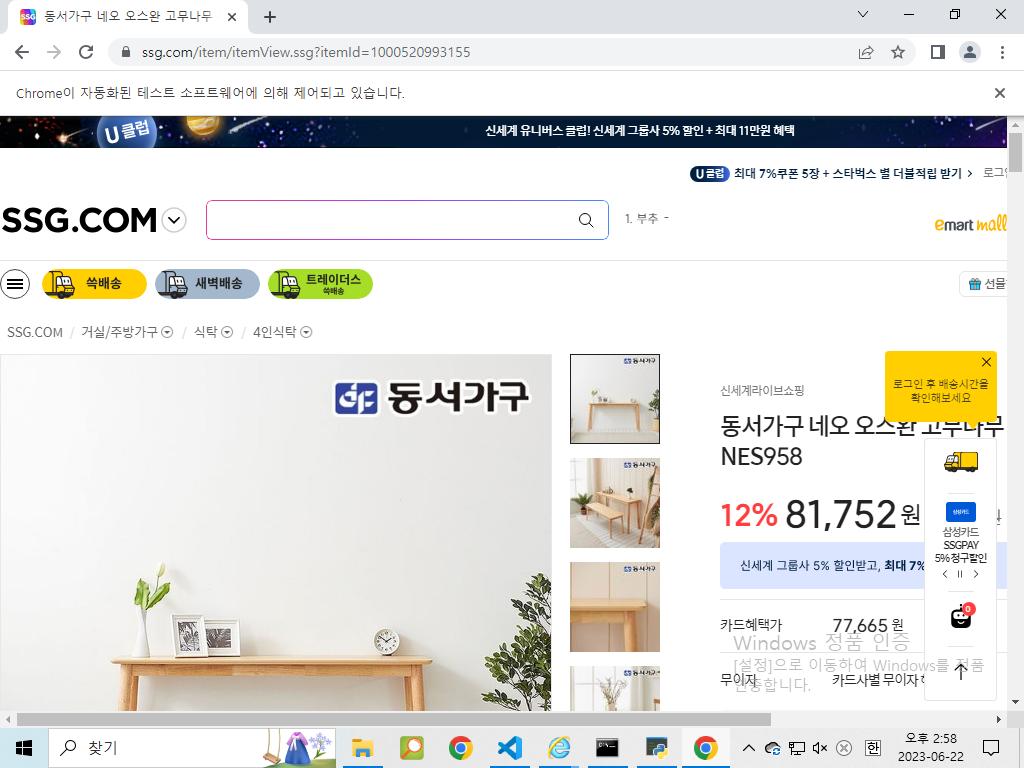 동서가구 네오 오스완 고무나무
ssg.com/item/itemView.ssg?itemId=1000520993155
Chrome이 자동화된 테스트 소프트웨어에 의해 제어되고 있습니다.
U 클럽
신세계 유니버스 클럽! 신세계 그룹사 5% 할인 + 최대 11만원 혜택
U 클럽 최대 7%쿠폰 5장 + 스타벅스 별 더블적립 받기 > 로그인
SSG.COM
1. 부추 -
emart mall
쓱배송
새벽배송
트레이더스
쓱배송
선물
SSG.COM / 거실/주방가구 / 식탁 / 4인식탁
동서가구
신세계라이브쇼핑
로그인 후 배송시간을
확인해보세요
동서가구 네오 오스완 고무나무
NES958
12% 81,752 원
삼성카드
삼성카드
SSGPAY
5% 청구할인
신세계 그룹사 5% 할인받고, 최대 7%
카드혜택가 77,665 원
0
Windows 정품 인증
[설정]으로 이동하여 Windows를 정품
인증합니다.
무이자 카드사별 무이자
찾기
오후 2:58
2023-06-22
한